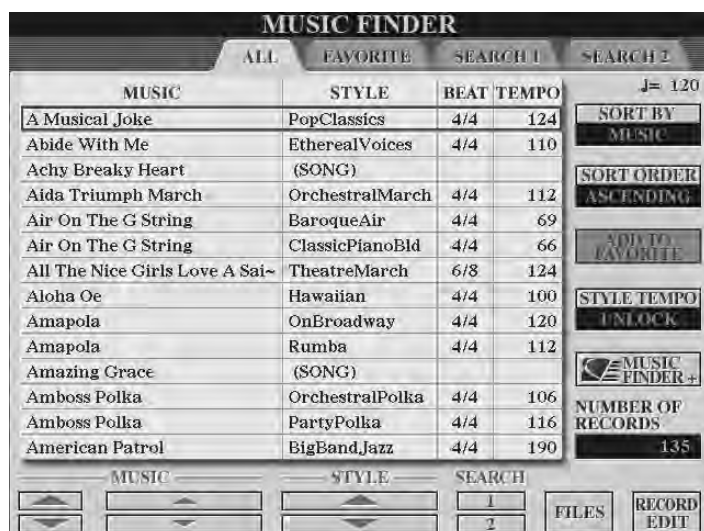 MUSIC FINDER
ALL FAVORITE SEARCH 1 SEARCH 2
MUSIC STYLE BEAT TEMPO
♩= 120
A Musical Joke PopClassics 4/4 124
Abide With Me EtherealVoices 4/4 110
Achy Breaky Heart (SONG)
Aida Triumph March OrchestralMarch 4/4 112
Air On The G String BaroqueAir 4/4 69
Air On The G String ClassicPianoBld 4/4 66
All The Nice Girls Love A Sai~ TheatreMarch 6/8 124
Aloha Oe Hawaiian 4/4 100
Amapola OnBroadway 4/4 120
Amapola Rumba 4/4 112
Amazing Grace (SONG)
Amboss Polka OrchestralPolka 4/4 106
Amboss Polka PartyPolka 4/4 116
American Patrol BigBandJazz 4/4 190
SORT BY
MUSIC
SORT ORDER
ASCENDING
ADD TO
FAVORITE
STYLE TEMPO
UNLOCK
MUSIC
FINDER +
NUMBER OF
RECORDS
135
MUSIC STYLE SEARCH
1
2
FILES
RECORD
EDIT